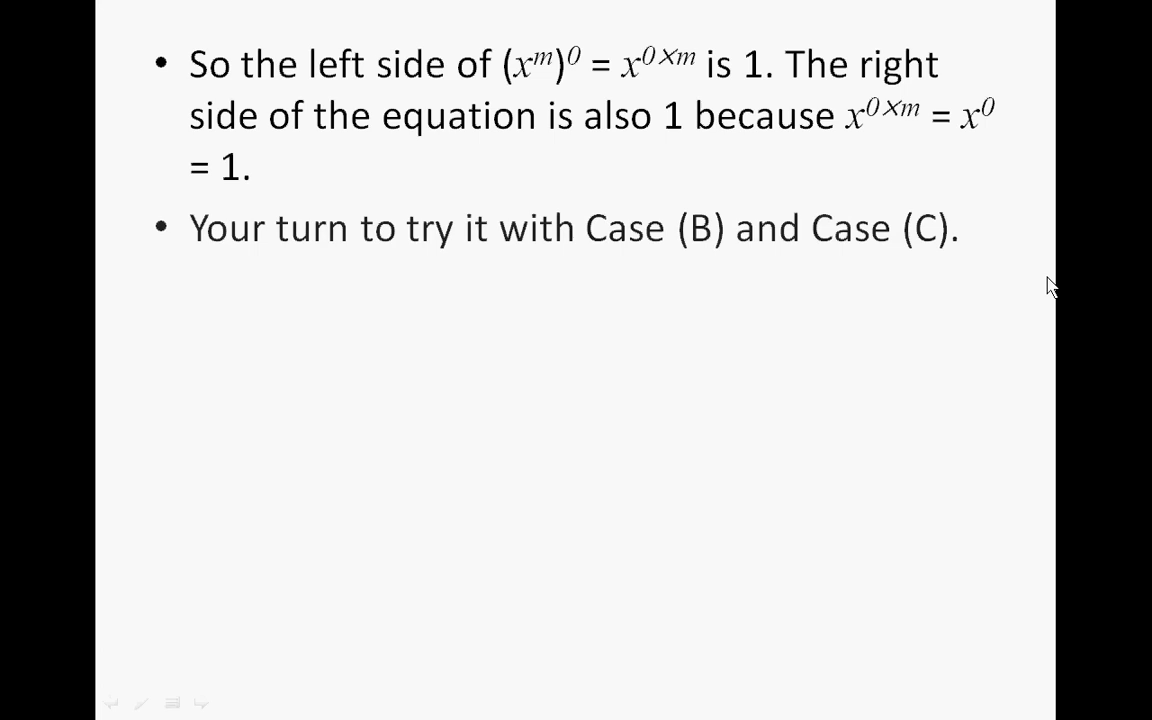 • So the left side of (x^m)^0 = x^{0×m} is 1. The right
side of the equation is also 1 because x^{0×m} = x^0
= 1.
• Your turn to try it with Case (B) and Case (C).